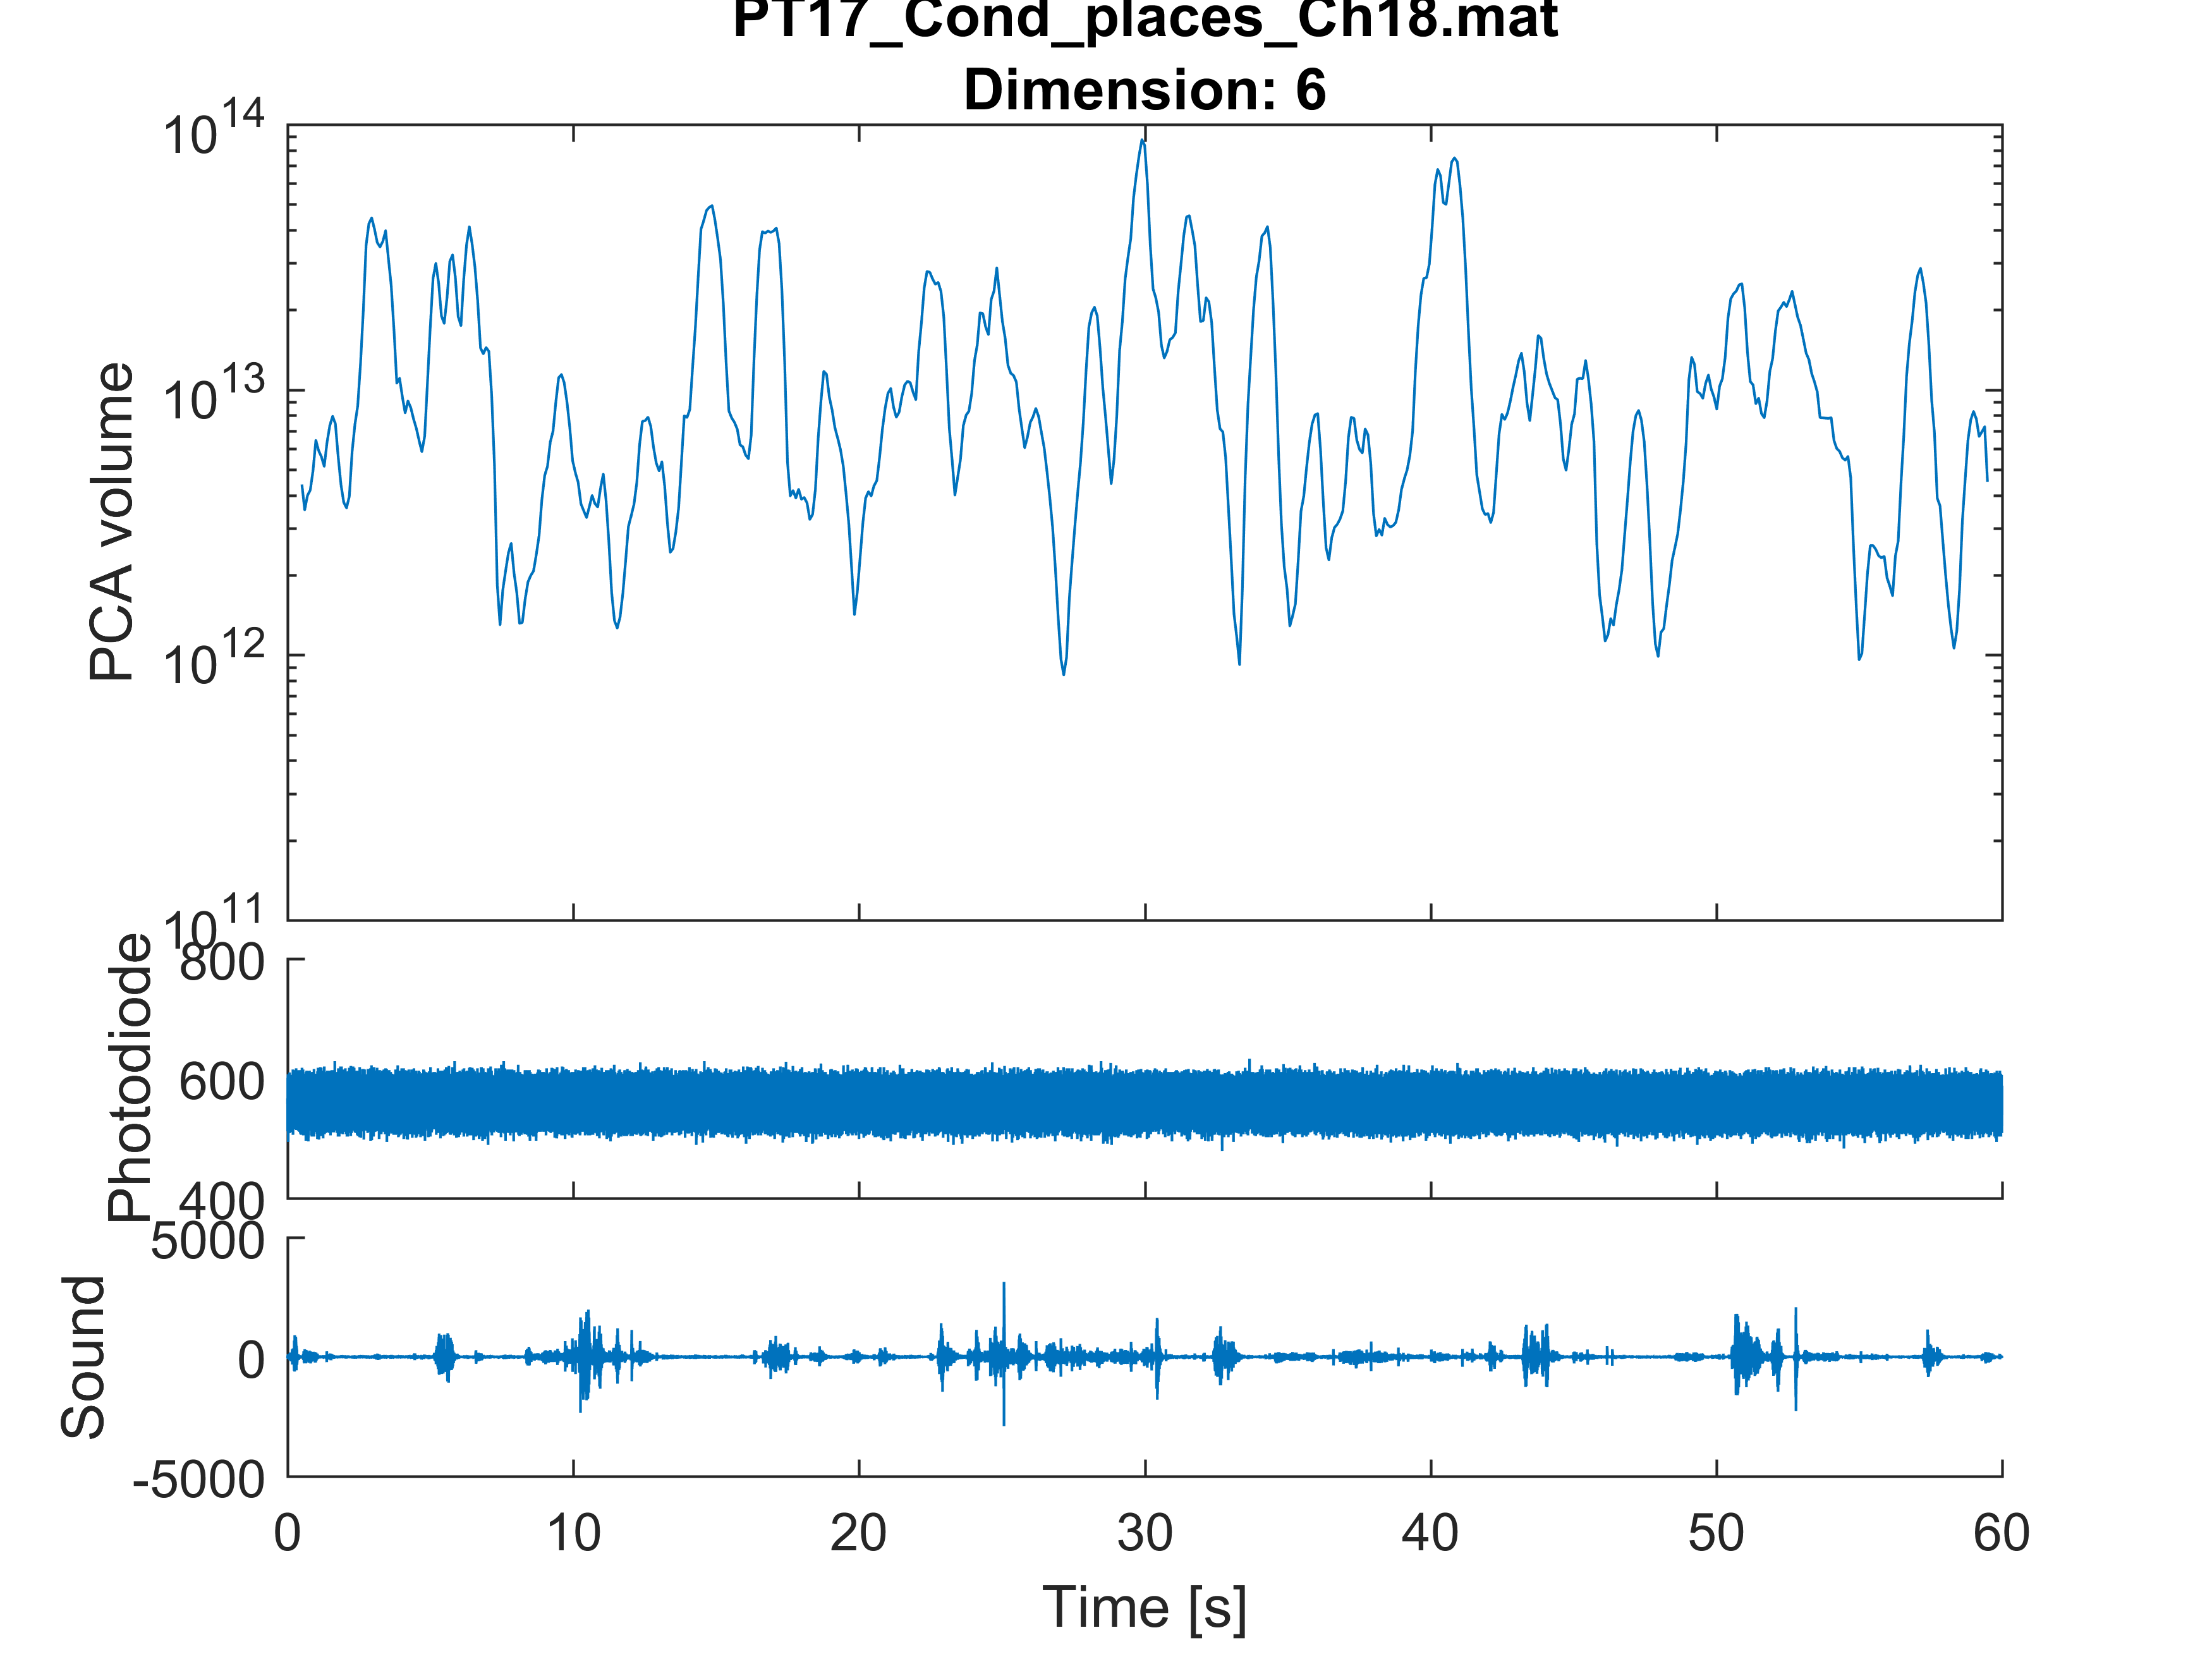 PT17_Cond_places_Ch18.mat
Dimension: 6
10^14
10^13
10^12
10^11
PCA volume
800
600
400
Photodiode
5000
0
-5000
Sound
0 10 20 30 40 50 60
Time [s]